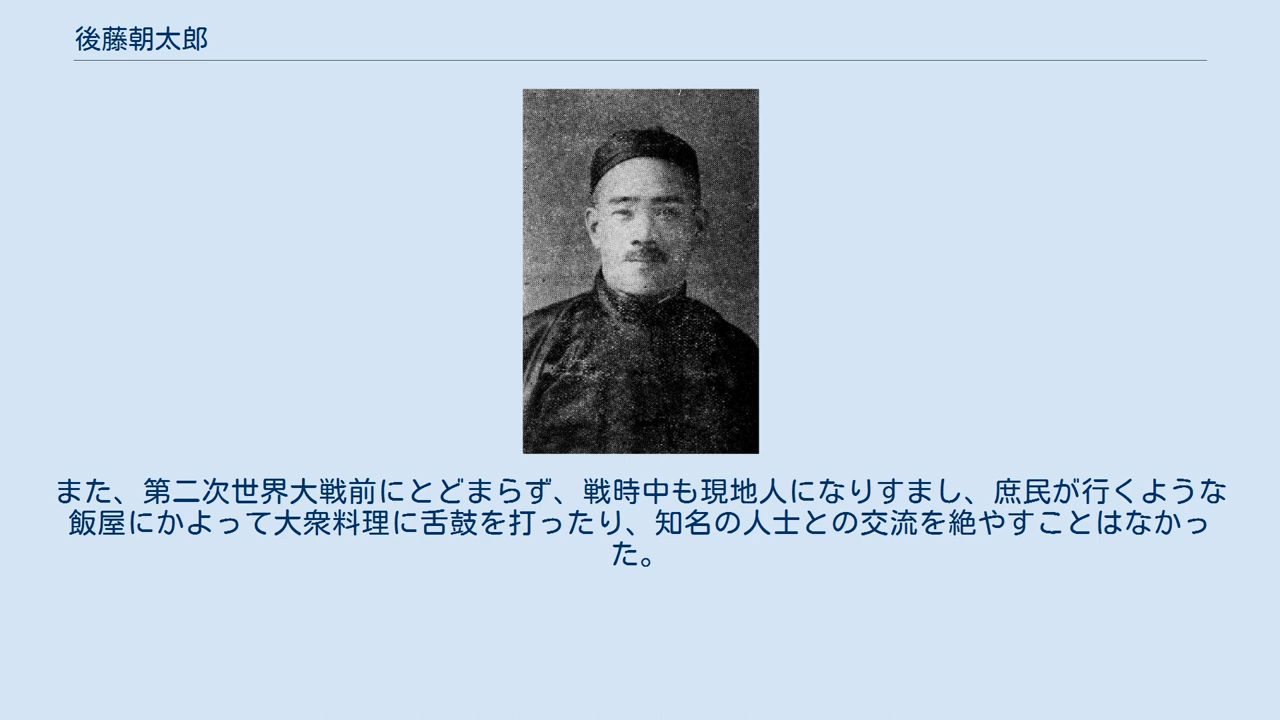 後藤朝太郎
また、第二次世界大戦前にとどまらず、戦時中も現地人になりすまし、庶民が行くような
飯屋にかよって大衆料理に舌鼓を打ったり、知名の人士との交流を絶やすことはなかっ
た。